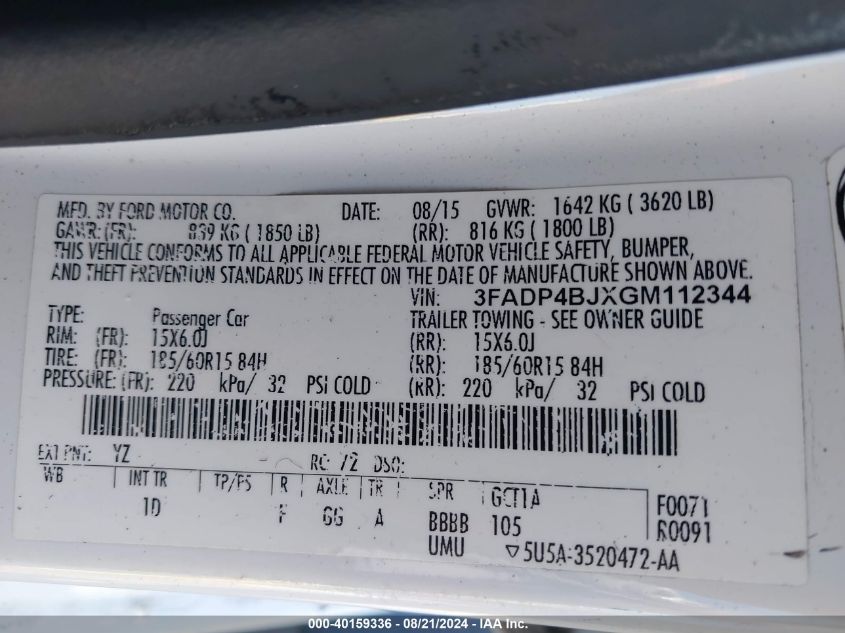 MFD. BY FORD MOTOR CO. DATE: 08/15 GVWR: 1642 KG ( 3620 LB)
GAWR: (FR): 839 KG ( 1850 LB) (RR): 816 KG ( 1800 LB)
THIS VEHICLE CONFORMS TO ALL APPLICABLE FEDERAL MOTOR VEHICLE SAFETY, BUMPER,
AND THEFT PREVENTION STANDARDS IN EFFECT ON THE DATE OF MANUFACTURE SHOWN ABOVE.
VIN: 3FADP4BJXGM112344
TYPE: Passenger Car TRAILER TOWING - SEE OWNER GUIDE
RIM: (FR): 15X6.0J (RR): 15X6.0J
TIRE: (FR): 185/60R15 84H (RR): 185/60R15 84H
PRESSURE: (FR): 220 kPa/ 32 PSI COLD (RR): 220 kPa/ 32 PSI COLD
EXT PNT: YZ RC: 72 DSO:
WB INT TR TP/PS R AXLE TR SPR GCT1A F0071
1D F GG A BBBB 105 R0091
UMU ▽5U5A-3520472-AA
000-40159336 - 08/21/2024 - IAA Inc.